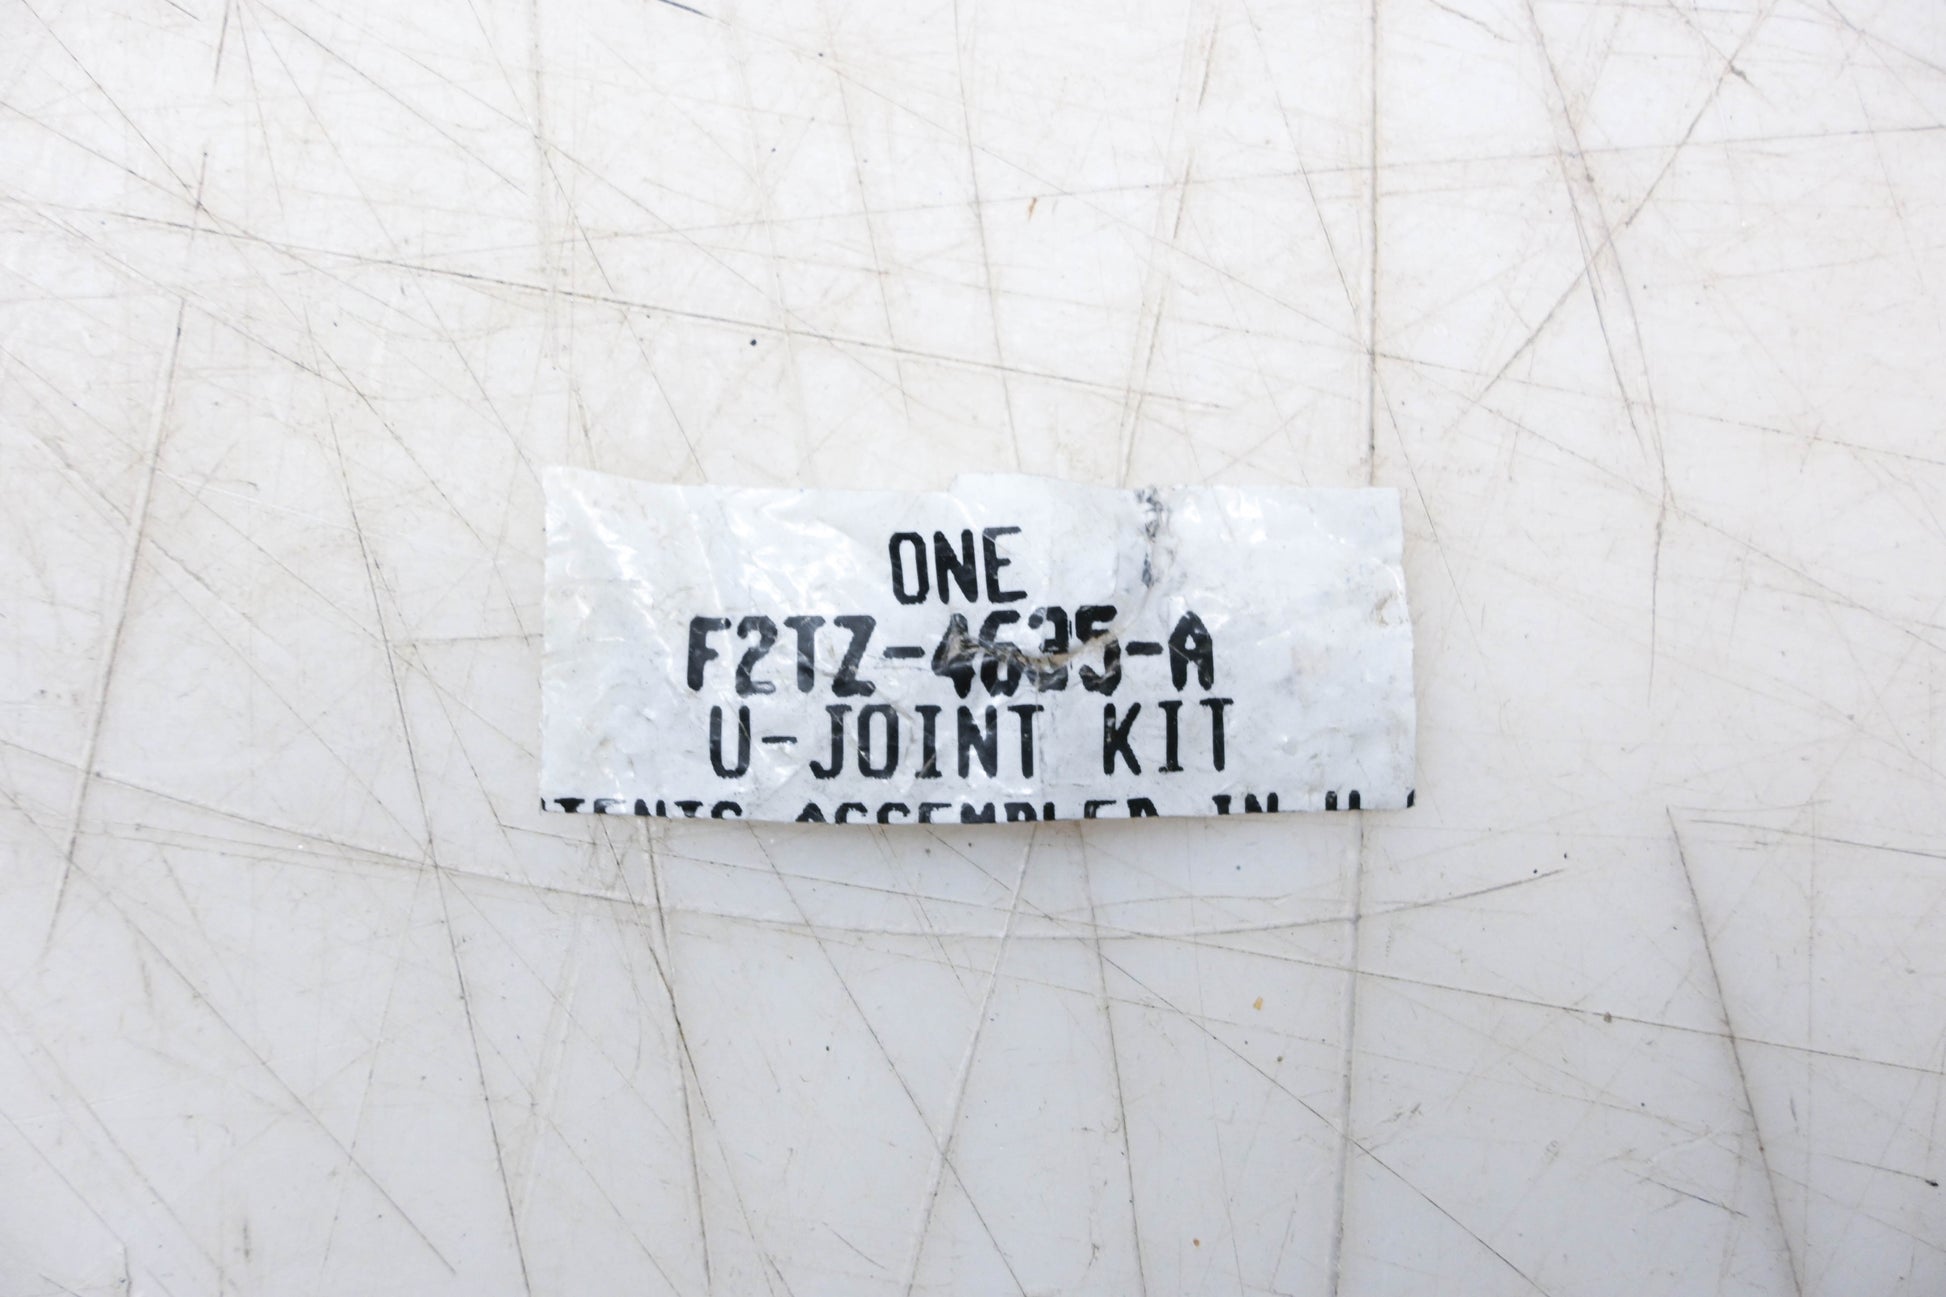 ONE
F2TZ-4635-A
U-JOINT KIT
ASSEMBLED IN U